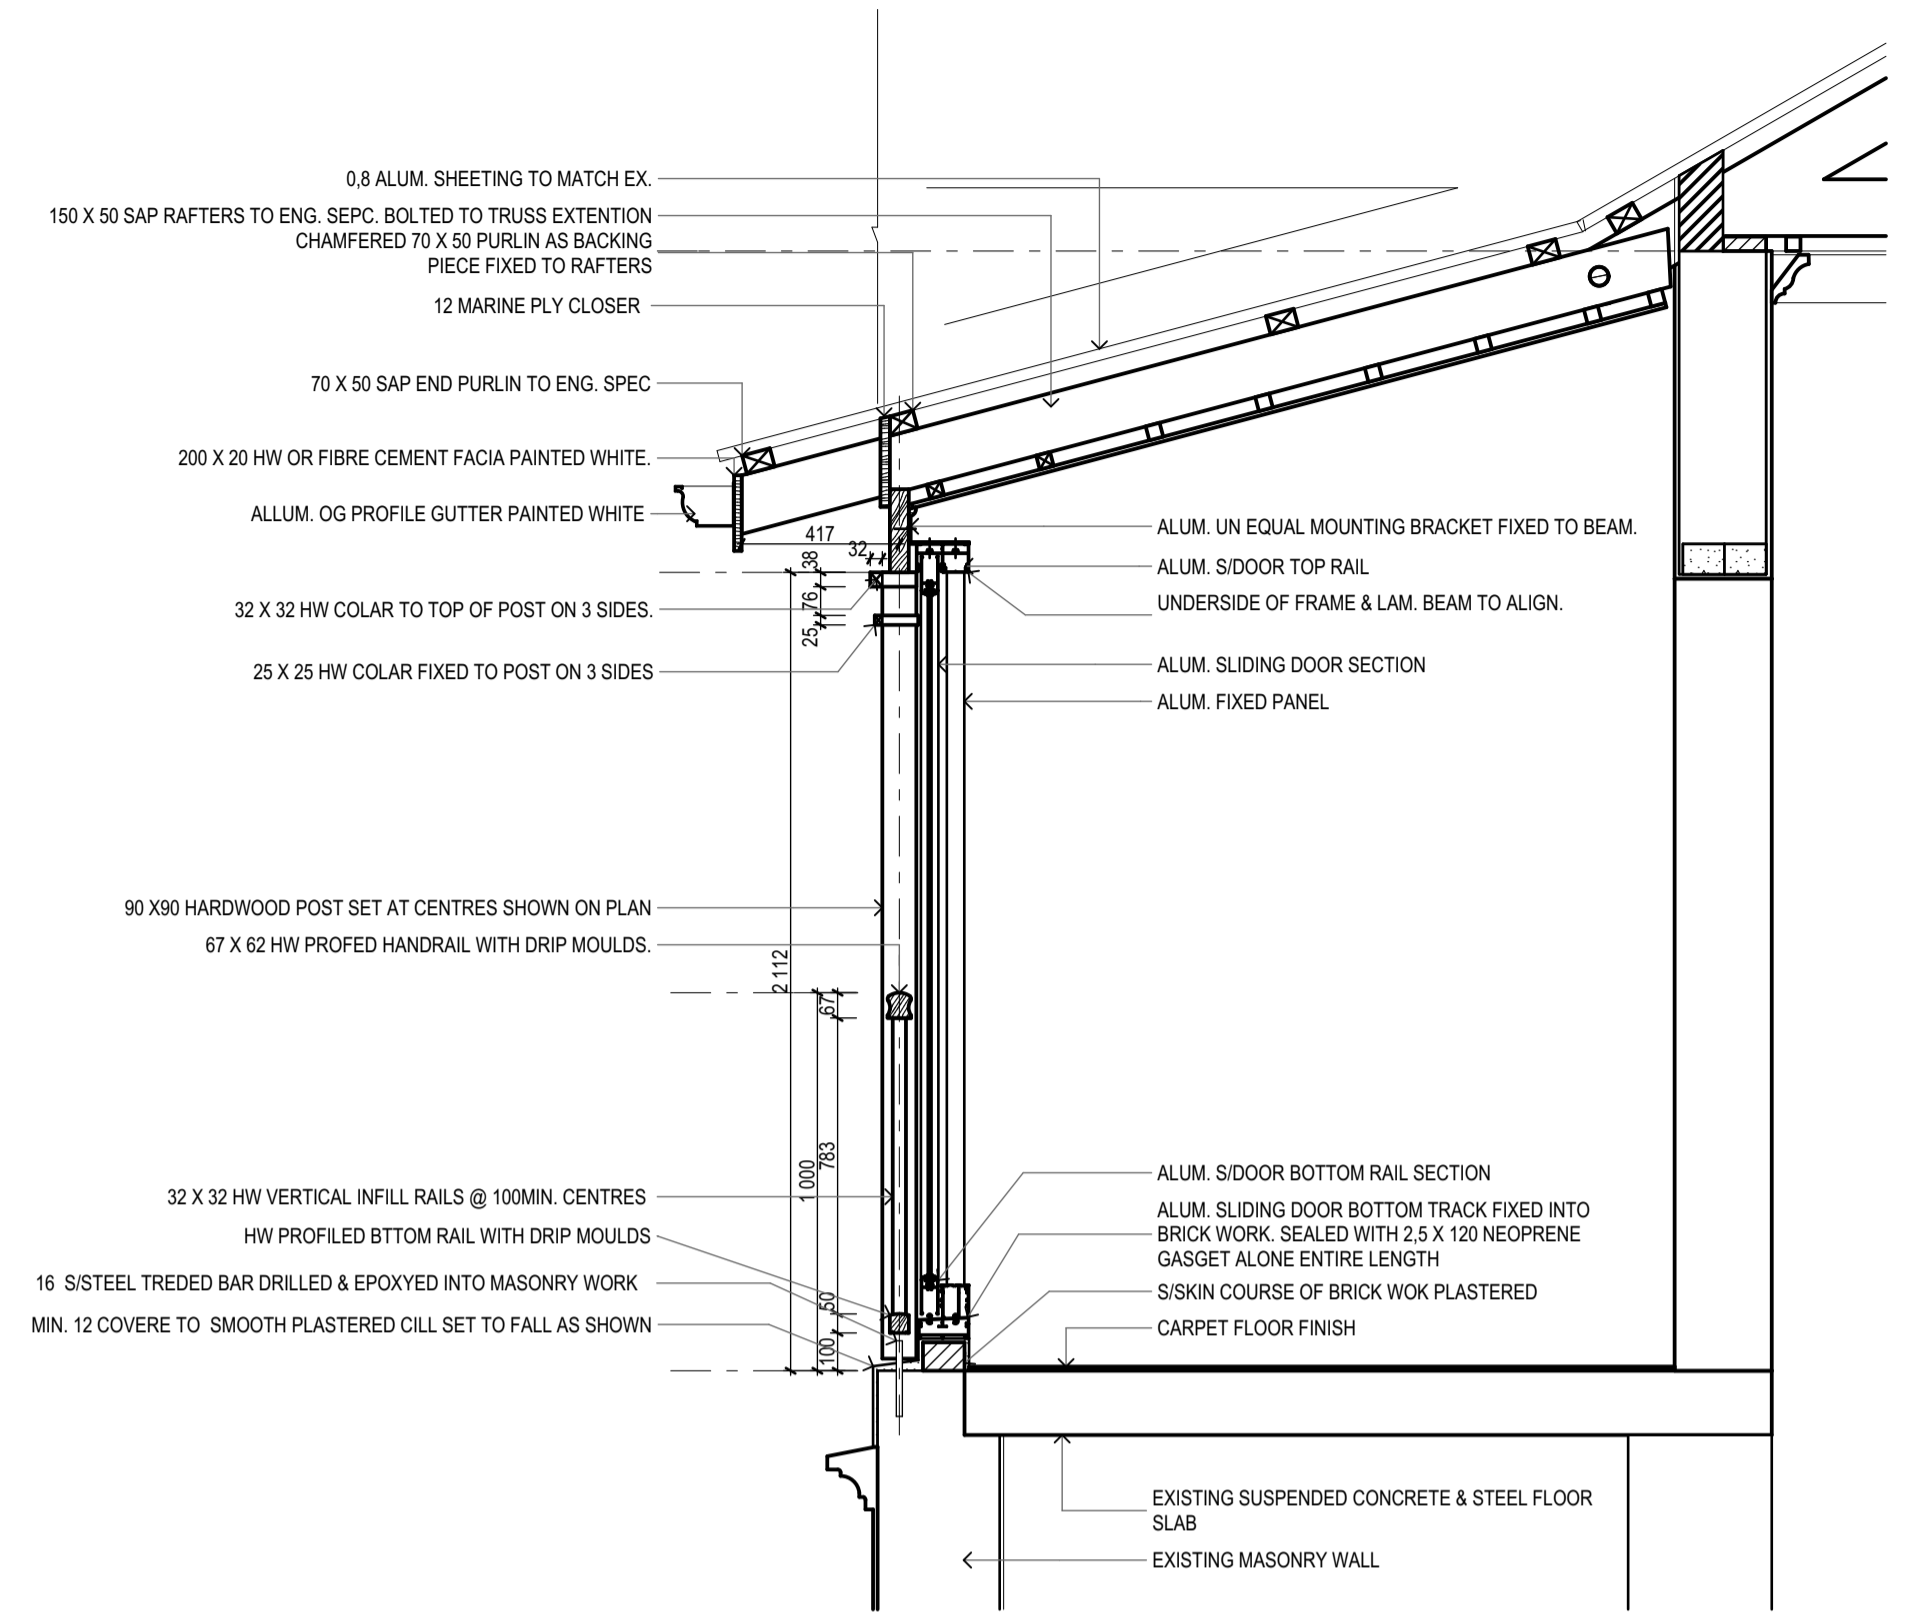 0,8 ALUM. SHEETING TO MATCH EX.
150 X 50 SAP RAFTERS TO ENG. SEPC. BOLTED TO TRUSS EXTENTION
CHAMFERED 70 X 50 PURLIN AS BACKING
PIECE FIXED TO RAFTERS
12 MARINE PLY CLOSER
70 X 50 SAP END PURLIN TO ENG. SPEC
200 X 20 HW OR FIBRE CEMENT FACIA PAINTED WHITE.
ALLUM. OG PROFILE GUTTER PAINTED WHITE
32 X 32 HW COLAR TO TOP OF POST ON 3 SIDES.
25 X 25 HW COLAR FIXED TO POST ON 3 SIDES
90 X90 HARDWOOD POST SET AT CENTRES SHOWN ON PLAN
67 X 62 HW PROFED HANDRAIL WITH DRIP MOULDS.
32 X 32 HW VERTICAL INFILL RAILS @ 100MIN. CENTRES
HW PROFILED BTTOM RAIL WITH DRIP MOULDS
16 S/STEEL TREDED BAR DRILLED & EPOXYED INTO MASONRY WORK
MIN. 12 COVERE TO SMOOTH PLASTERED CILL SET TO FALL AS SHOWN
417
32
38
76
25
2 112
67
1 000
783
50
100
ALUM. UN EQUAL MOUNTING BRACKET FIXED TO BEAM.
ALUM. S/DOOR TOP RAIL
UNDERSIDE OF FRAME & LAM. BEAM TO ALIGN.
ALUM. SLIDING DOOR SECTION
ALUM. FIXED PANEL
ALUM. S/DOOR BOTTOM RAIL SECTION
ALUM. SLIDING DOOR BOTTOM TRACK FIXED INTO
BRICK WORK. SEALED WITH 2,5 X 120 NEOPRENE
GASGET ALONE ENTIRE LENGTH
S/SKIN COURSE OF BRICK WOK PLASTERED
CARPET FLOOR FINISH
EXISTING SUSPENDED CONCRETE & STEEL FLOOR
SLAB
EXISTING MASONRY WALL